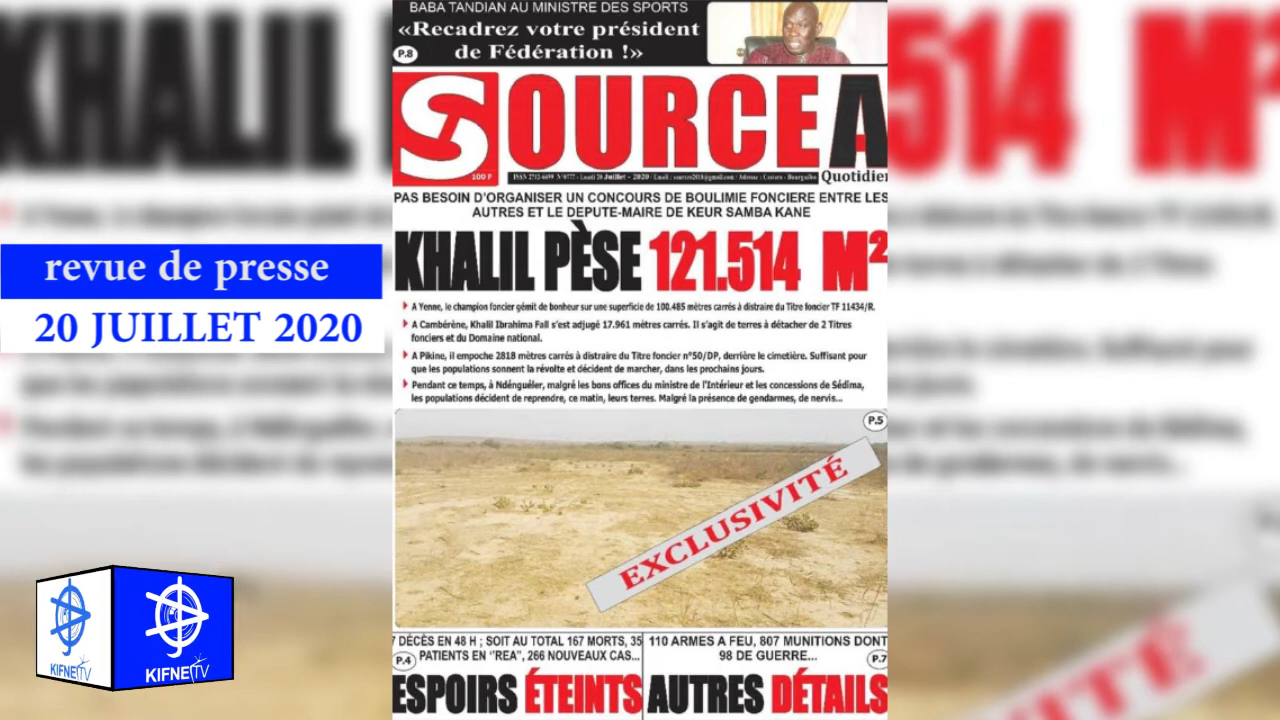 BABA TANDIAN AU MINISTRE DES SPORTS
«Recadrez votre président
de Fédération !»
P.8
SOURCEA
100 F
Lundi 20 Juillet - 2020
Quotidien
PAS BESOIN D'ORGANISER UN CONCOURS DE BOULIMIE FONCIERE ENTRE LES
AUTRES ET LE DEPUTE-MAIRE DE KEUR SAMBA KANE
KHALIL PÈSE 121.514 M²
A Yenne, le champion foncier gémit de bonheur sur une superficie de 100.485 mètres carrés à distraire du Titre foncier TF 11434/R.
A Cambérène, Khalil Ibrahima Fall s'est adjugé 17.961 mètres carrés. Il s'agit de terres à détacher de 2 Titres
fonciers et du Domaine national.
A Pikine, il empoche 2818 mètres carrés à distraire du Titre foncier n°50/DP, derrière le cimetière. Suffisant pour
que les populations sonnent la révolte et décident de marcher, dans les prochains jours.
Pendant ce temps, à Ndénguéler, malgré les bons offices du ministre de l'Intérieur et les concessions de Sédima,
les populations décident de reprendre, ce matin, leurs terres. Malgré la présence de gendarmes, de nervis...
P.5
EXCLUSIVITÉ
7 DÉCÈS EN 48 H ; SOIT AU TOTAL 167 MORTS, 35
PATIENTS EN ''REA'', 266 NOUVEAUX CAS...
P.4
ESPOIRS ÉTEINTS
110 ARMES A FEU, 807 MUNITIONS DONT
98 DE GUERRE...
P.7
AUTRES DÉTAILS
revue de presse
20 JUILLET 2020
KIFNETV
KIFNETV
KHALIL
514 M²